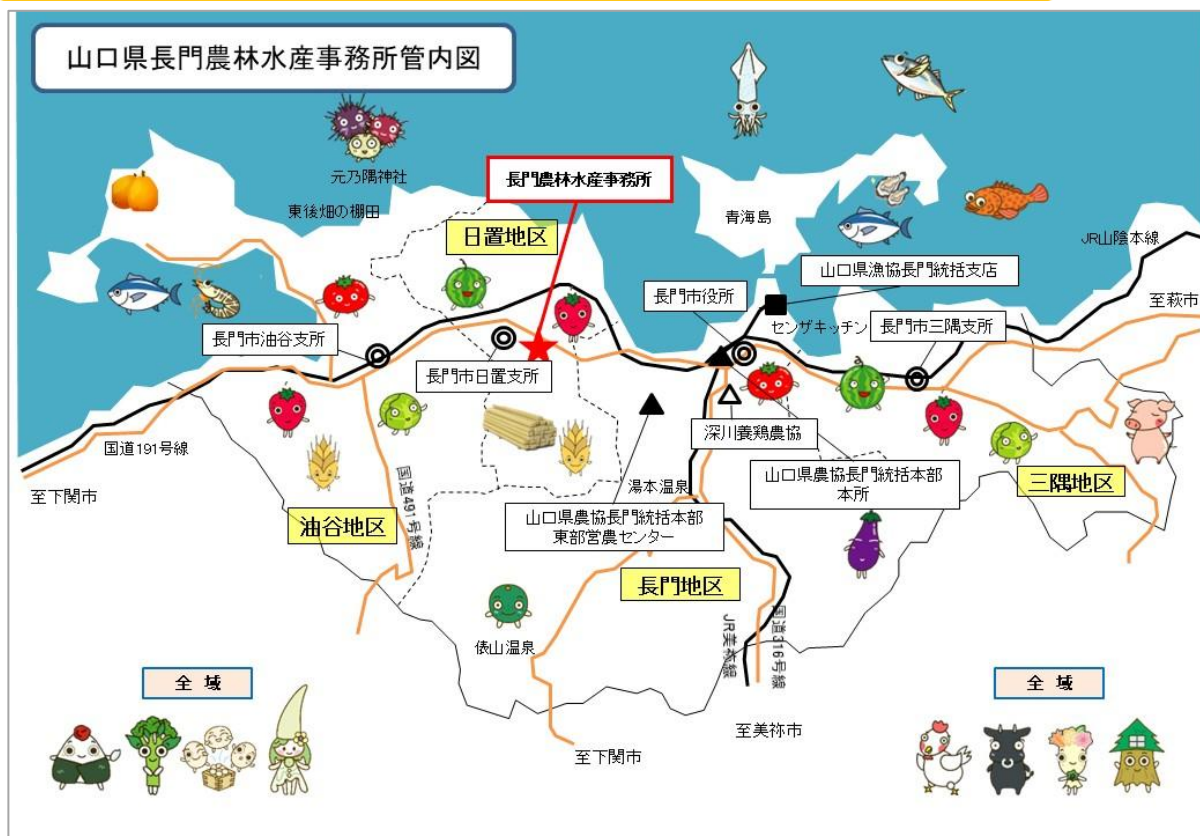 山口県長門農林水産事務所管内図
元乃隅神社
東後畑の棚田
長門農林水産事務所
日置地区
青海島
JR山陰本線
山口県漁協長門統括支店
至萩市
長門市役所
センザキッチン
長門市三隅支所
長門市油谷支所
長門市日置支所
国道191号線
至下関市
深川養鶏農協
湯本温泉
山口県農協長門統括本部
本所
三隅地区
山口県農協長門統括本部
東部営農センター
油谷地区
国道491号線
長門地区
俵山温泉
JR美祢線
国道316号線
全 域
全 域
至美祢市
至下関市